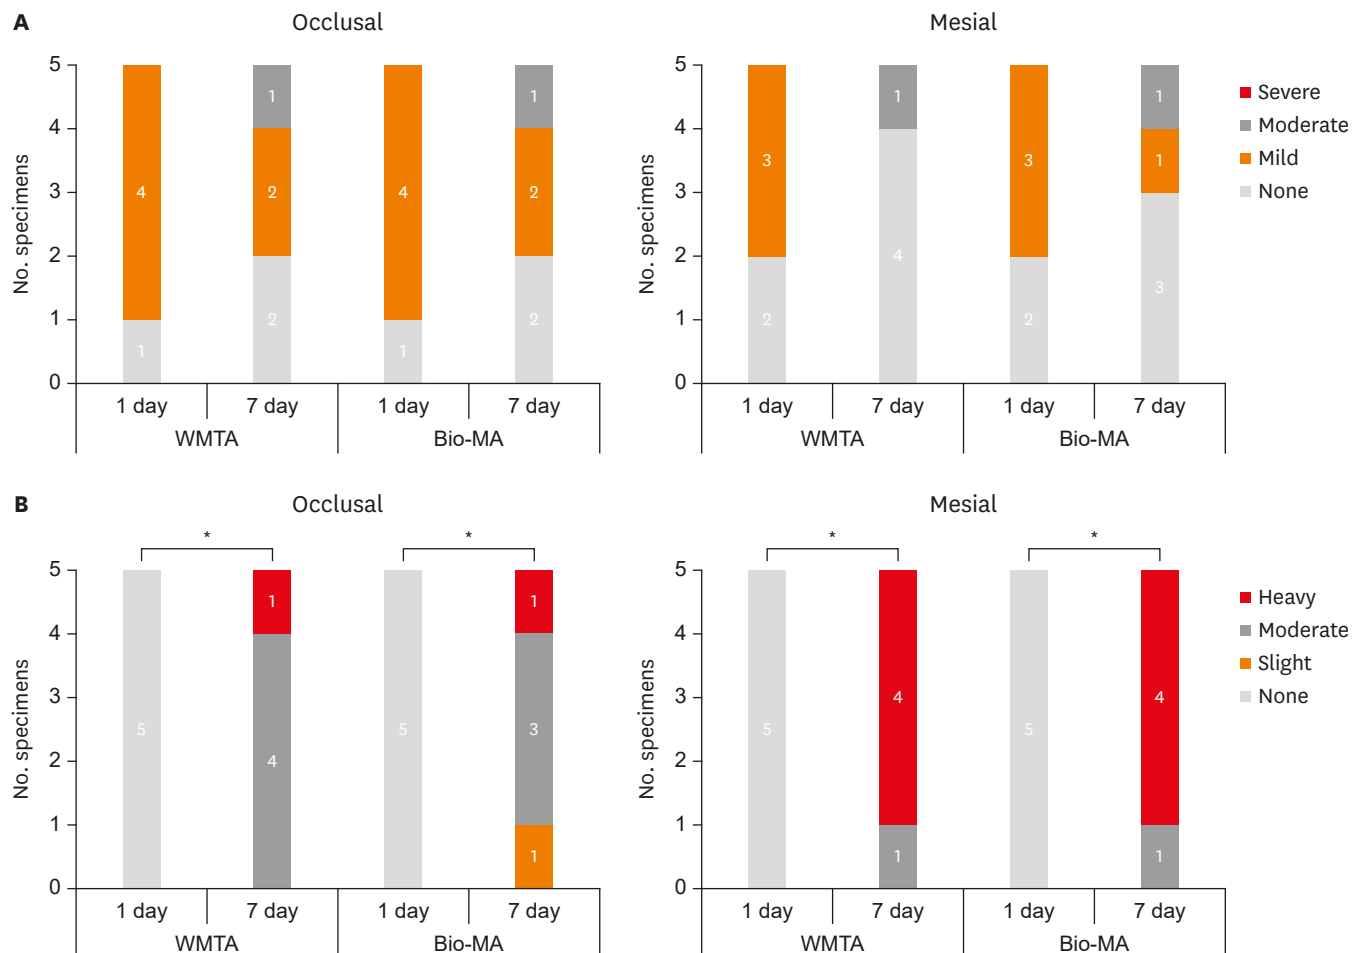 A
Occlusal
Mesial
No. specimens
5
4
3
2
1
0
4
1
1
2
2
4
1
1
2
2
1 day
7 day
1 day
7 day
WMTA
Bio-MA
No. specimens
5
4
3
2
1
0
3
2
1
4
3
2
1
1
3
1 day
7 day
1 day
7 day
WMTA
Bio-MA
Severe
Moderate
Mild
None
B
Occlusal
Mesial
*
*
No. specimens
5
4
3
2
1
0
5
1
4
5
1
3
1
1 day
7 day
1 day
7 day
WMTA
Bio-MA
*
*
No. specimens
5
4
3
2
1
0
5
4
1
5
4
1
1 day
7 day
1 day
7 day
WMTA
Bio-MA
Heavy
Moderate
Slight
None